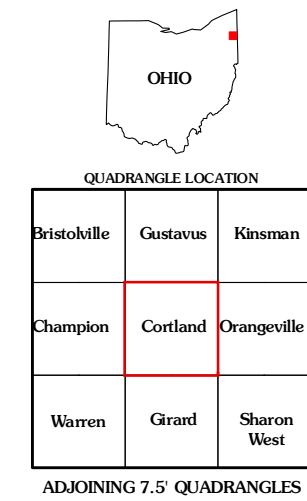 OHIO
QUADRANGLE LOCATION
Bristolville Gustavus Kinsman
Champion Cortland Orangeville
Warren Girard Sharon
West
ADJOINING 7.5' QUADRANGLES